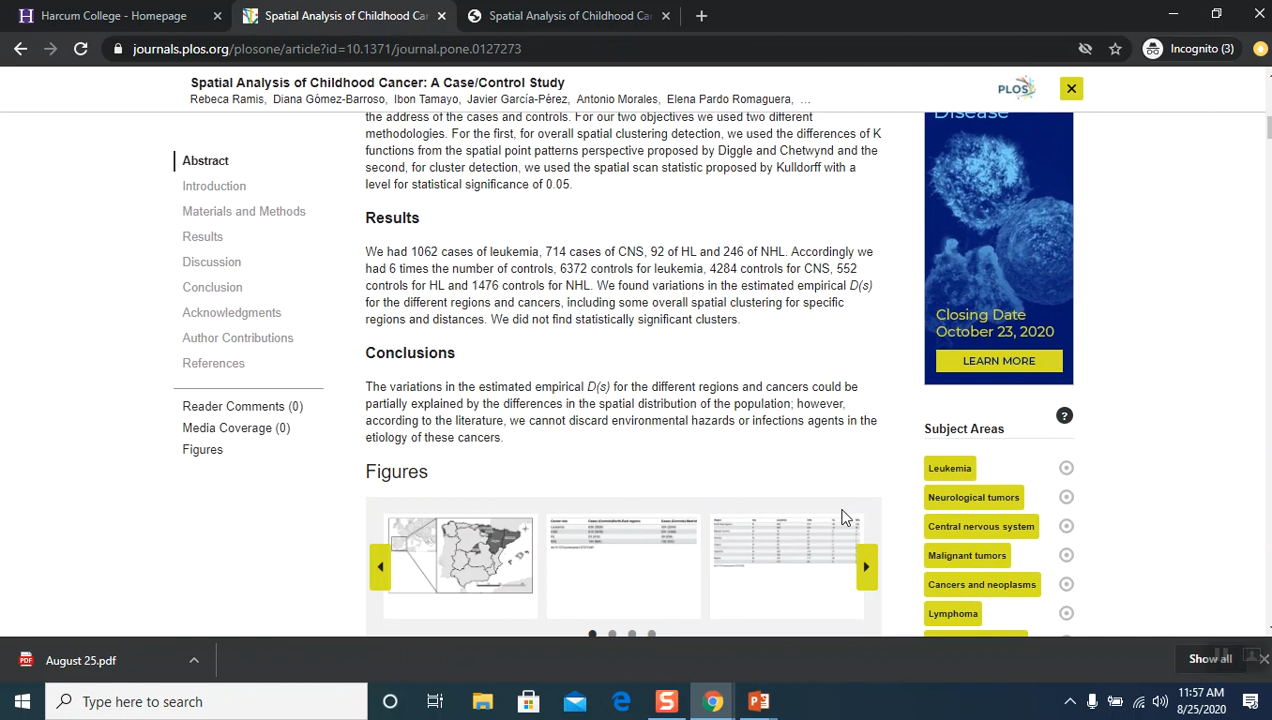 Harcum College - Homepage
Spatial Analysis of Childhood Can
Spatial Analysis of Childhood Can
journals.plos.org/plosone/article?id=10.1371/journal.pone.0127273
Incognito (3)
Spatial Analysis of Childhood Cancer: A Case/Control Study
Rebeca Ramis, Diana Gómez-Barroso, Ibon Tamayo, Javier García-Pérez, Antonio Morales, Elena Pardo Romaguera, ...
PLOS
Abstract
Introduction
Materials and Methods
Results
Discussion
Conclusion
Acknowledgments
Author Contributions
References
Reader Comments (0)
Media Coverage (0)
Figures
the address of the cases and controls. For our two objectives we used two different
methodologies. For the first, for overall spatial clustering detection, we used the differences of K
functions from the spatial point patterns perspective proposed by Diggle and Chetwynd and the
second, for cluster detection, we used the spatial scan statistic proposed by Kulldorff with a
level for statistical significance of 0.05.
Results
We had 1062 cases of leukemia, 714 cases of CNS, 92 of HL and 246 of NHL. Accordingly we
had 6 times the number of controls, 6372 controls for leukemia, 4284 controls for CNS, 552
controls for HL and 1476 controls for NHL. We found variations in the estimated empirical D(s)
for the different regions and cancers, including some overall spatial clustering for specific
regions and distances. We did not find statistically significant clusters.
Conclusions
The variations in the estimated empirical D(s) for the different regions and cancers could be
partially explained by the differences in the spatial distribution of the population; however,
according to the literature, we cannot discard environmental hazards or infections agents in the
etiology of these cancers.
Figures
Disease
Closing Date
October 23, 2020
LEARN MORE
?
Subject Areas
Leukemia
Neurological tumors
Central nervous system
Malignant tumors
Cancers and neoplasms
Lymphoma
August 25.pdf
Show all
Type here to search
11:57 AM
8/25/2020